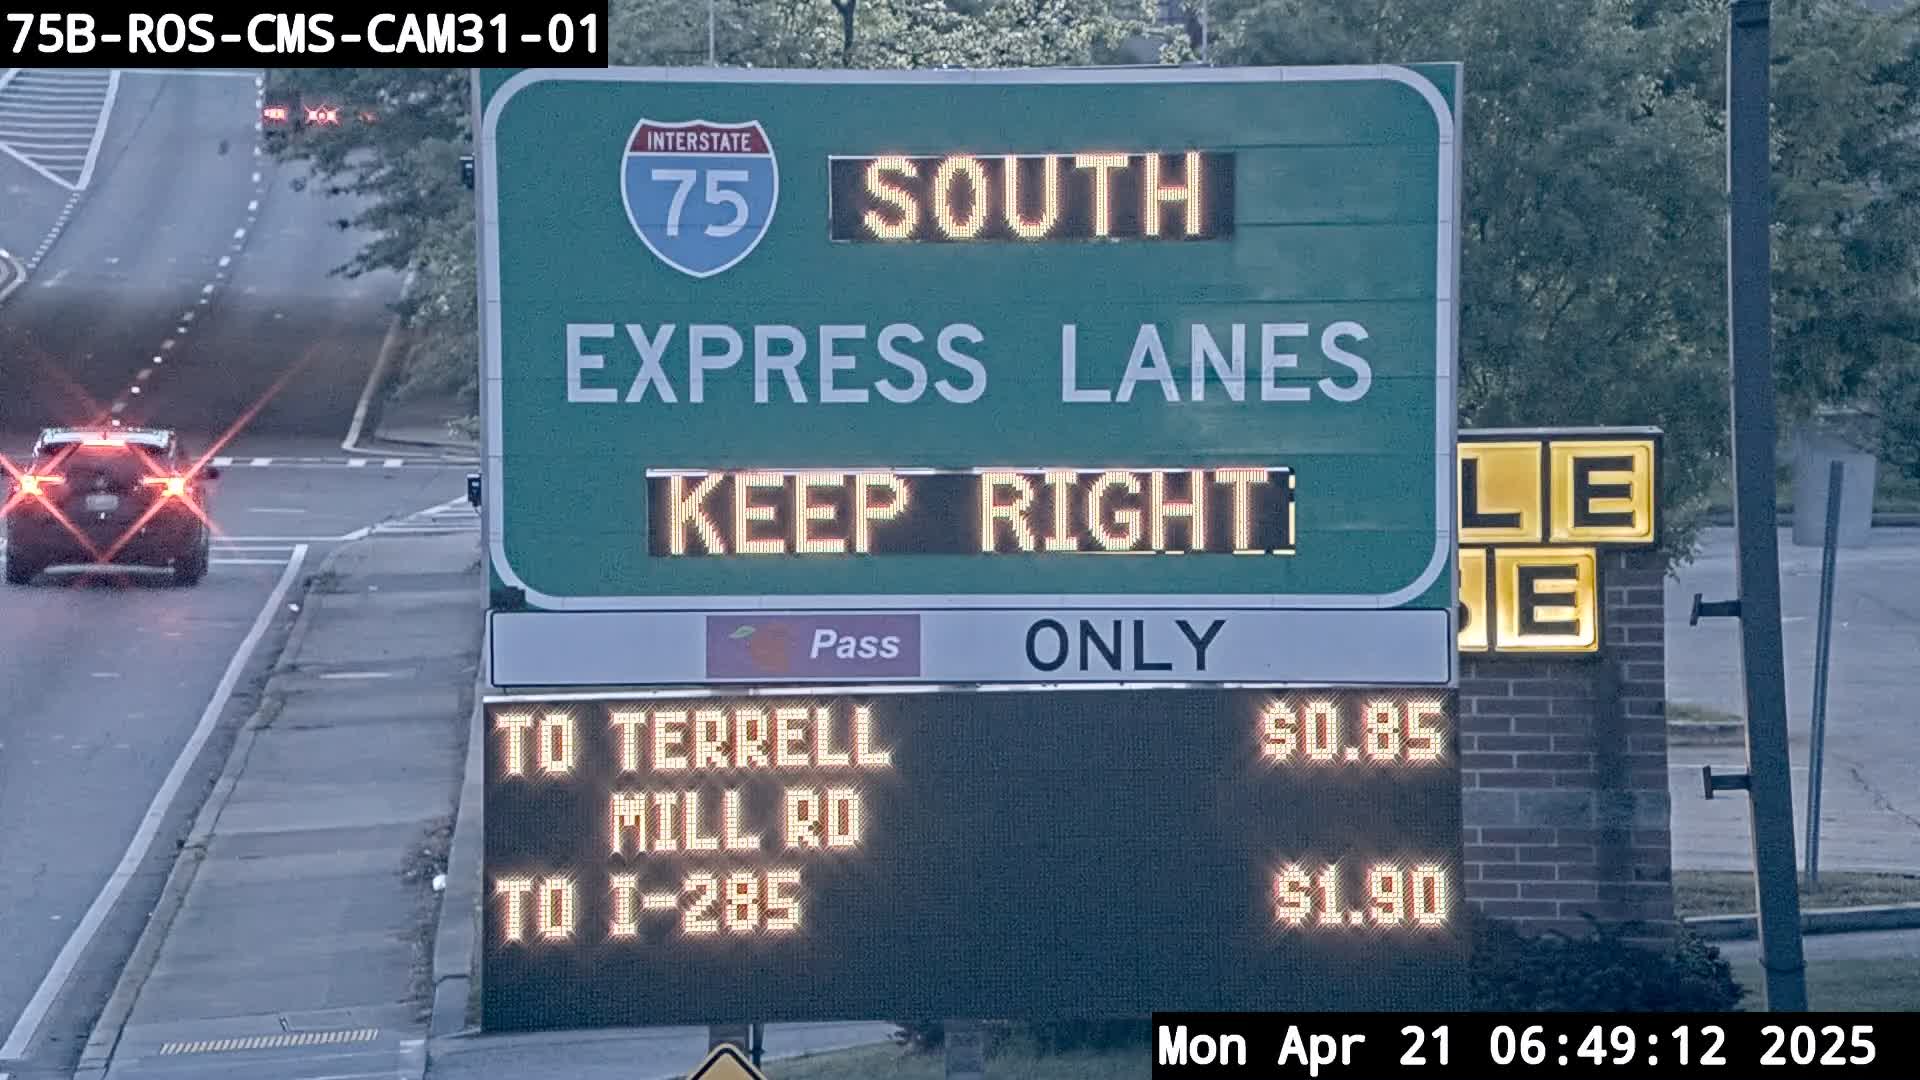 75B-ROS-CMS-CAM31-01
INTERSTATE
75
SOUTH
EXPRESS LANES
KEEP RIGHT
Pass ONLY
TO TERRELL $0.85
MILL RD
TO I-285 $1.90
LE
E
Mon Apr 21 06:49:12 2025